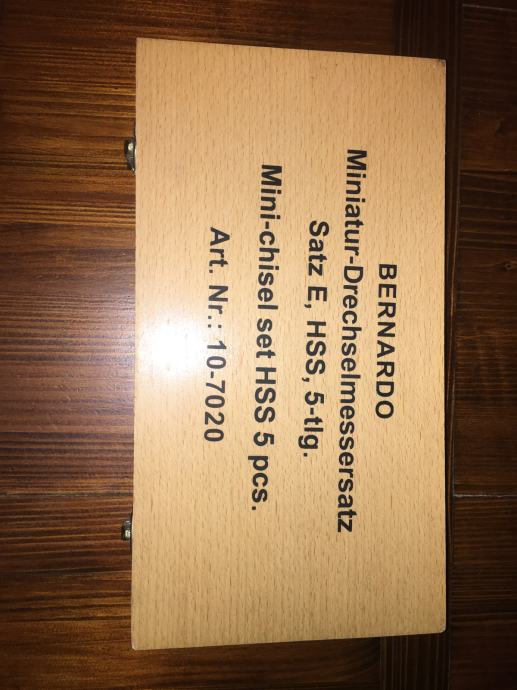 BERNARDO
Miniatur-Drechselmessersatz
Satz E, HSS, 5-tlg.
Mini-chisel set HSS 5 pcs.
Art. Nr.: 10-7020